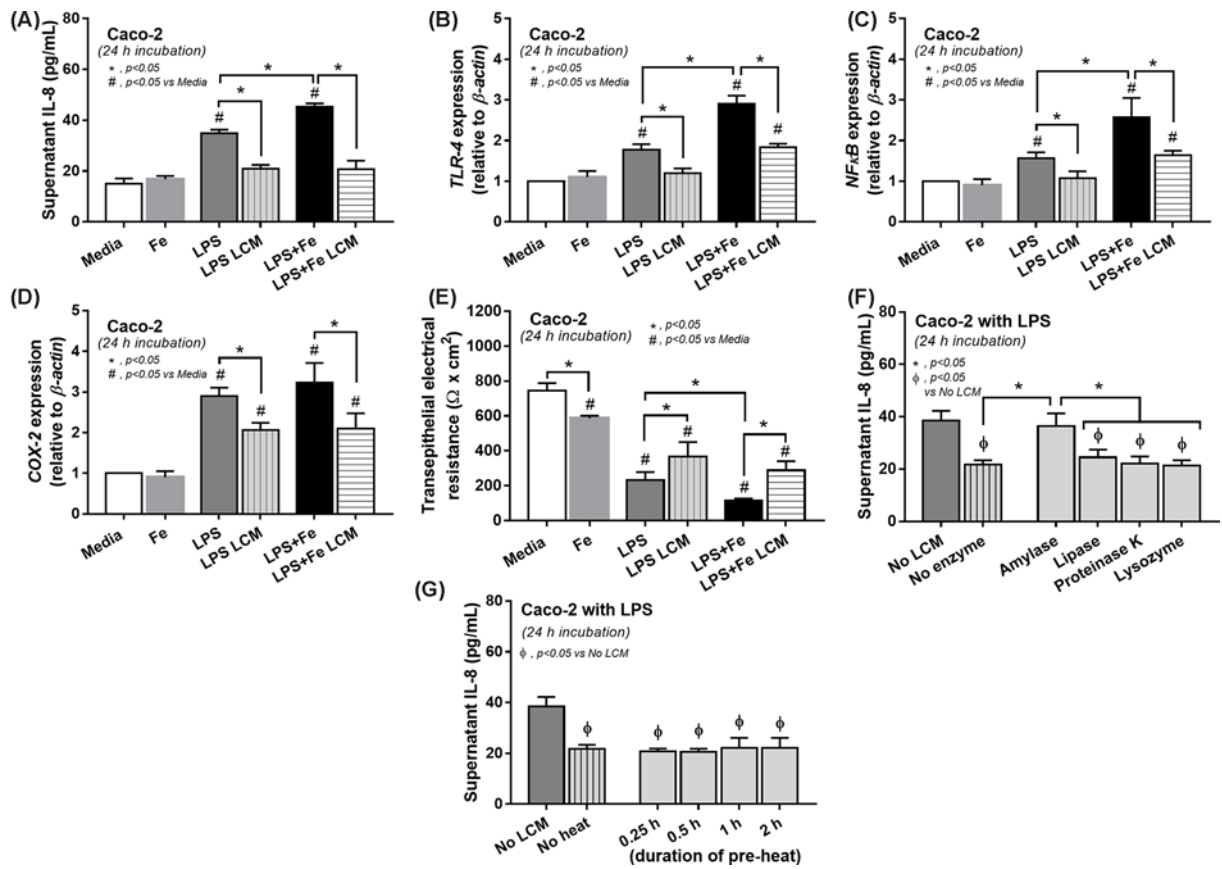 (A)
Supernatant IL-8 (pg/mL)
80
60
40
20
0
Caco-2
(24 h incubation)
* , p<0.05
# , p<0.05 vs Media
*
*
*
#
#
Media
Fe
LPS
LPS LCM
LPS+Fe
LPS+Fe LCM
(B)
TLR-4 expression
(relative to β-actin)
4
3
2
1
0
Caco-2
(24 h incubation)
* , p<0.05
# , p<0.05 vs Media
*
*
*
#
#
#
Media
Fe
LPS
LPS LCM
LPS+Fe
LPS+Fe LCM
(C)
NFκB expression
(relative to β-actin)
4
3
2
1
0
Caco-2
(24 h incubation)
* , p<0.05
# , p<0.05 vs Media
*
*
*
#
#
#
Media
Fe
LPS
LPS LCM
LPS+Fe
LPS+Fe LCM
(D)
COX-2 expression
(relative to β-actin)
5
4
3
2
1
0
Caco-2
(24 h incubation)
* , p<0.05
# , p<0.05 vs Media
*
*
#
#
#
#
Media
Fe
LPS
LPS LCM
LPS+Fe
LPS+Fe LCM
(E)
Transepithelial electrical
resistance (Ω x cm2)
1200
1000
800
600
400
200
0
Caco-2
(24 h incubation)
* , p<0.05
# , p<0.05 vs Media
*
*
*
*
#
#
#
#
#
Media
Fe
LPS
LPS LCM
LPS+Fe
LPS+Fe LCM
(F)
Supernatant IL-8 (pg/mL)
80
60
40
20
0
Caco-2 with LPS
(24 h incubation)
* , p<0.05
ϕ , p<0.05
vs No LCM
*
*
ϕ
ϕ
ϕ
ϕ
No LCM
No enzyme
Amylase
Lipase
Proteinase K
Lysozyme
(G)
Supernatant IL-8 (pg/mL)
80
60
40
20
0
Caco-2 with LPS
(24 h incubation)
ϕ , p<0.05 vs No LCM
ϕ
ϕ
ϕ
ϕ
ϕ
No LCM
No heat
0.25 h
0.5 h
1 h
2 h
(duration of pre-heat)